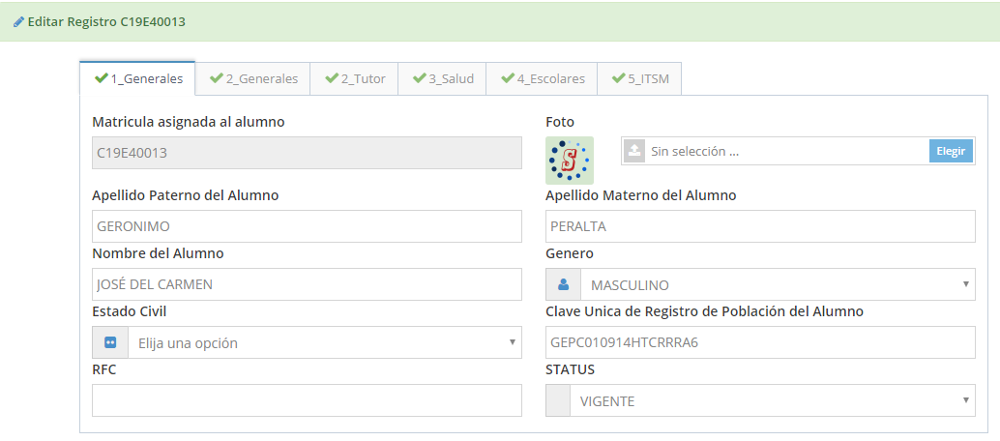 Editar Registro C19E40013
1_Generales
2_Generales
2_Tutor
3_Salud
4_Escolares
5_ITSM
Matricula asignada al alumno
C19E40013
Foto
S
Sin selección ...
Elegir
Apellido Paterno del Alumno
GERONIMO
Apellido Materno del Alumno
PERALTA
Nombre del Alumno
JOSÉ DEL CARMEN
Genero
MASCULINO
Estado Civil
Elija una opción
Clave Unica de Registro de Población del Alumno
GEPC010914HTCRRRA6
RFC
STATUS
VIGENTE